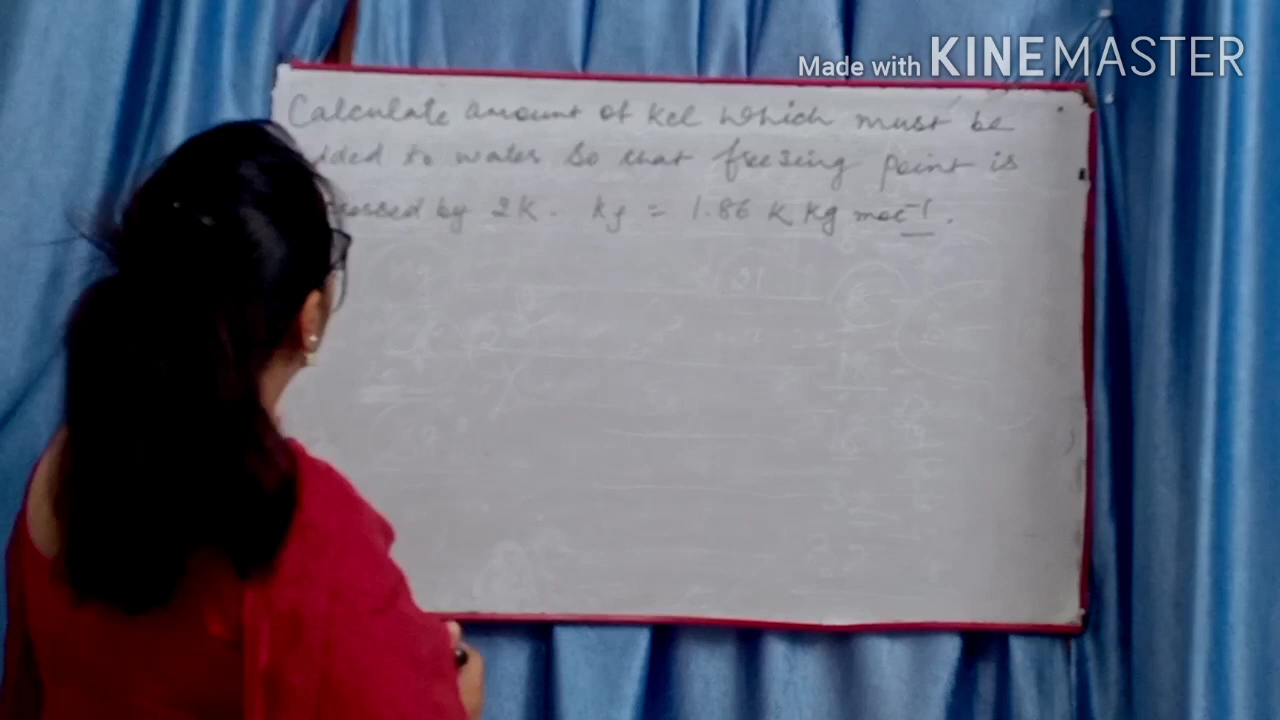 Made with KINEMASTER
Calculate amount of KCl which must be
dded to water so that freezing point is
ressed by 2K. Kf = 1.86 K Kg mol⁻¹.